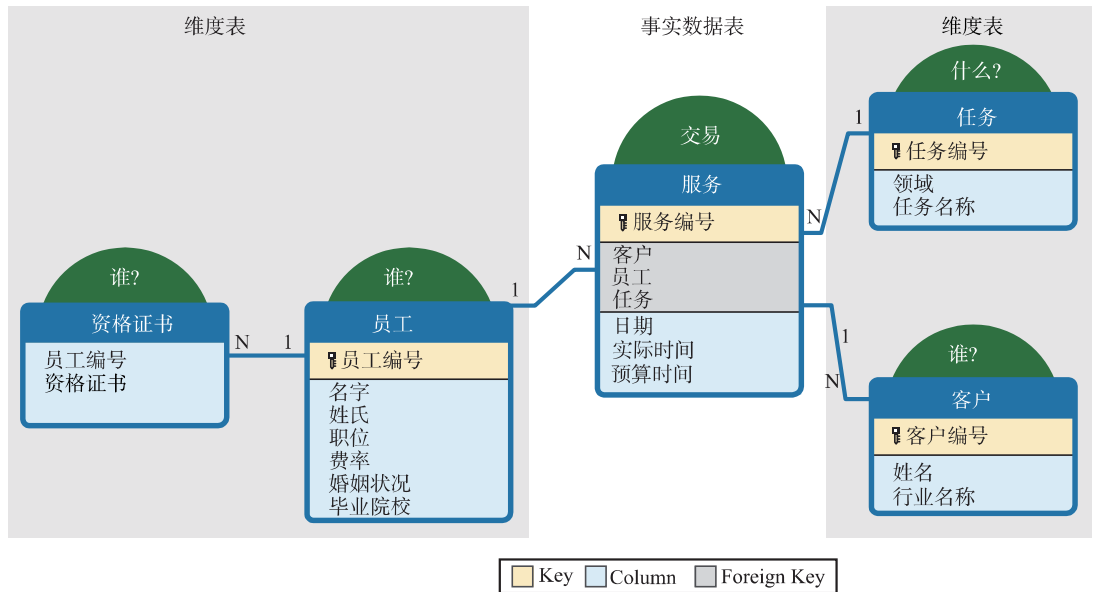 维度表
事实数据表
维度表
谁?
资格证书
员工编号
资格证书
N
1
谁?
员工
员工编号
名字
姓氏
职位
费率
婚姻状况
毕业院校
1
N
交易
服务
服务编号
客户
员工
任务
日期
实际时间
预算时间
N
1
什么?
任务
任务编号
领域
任务名称
1
N
谁?
客户
客户编号
姓名
行业名称
Key
Column
Foreign Key